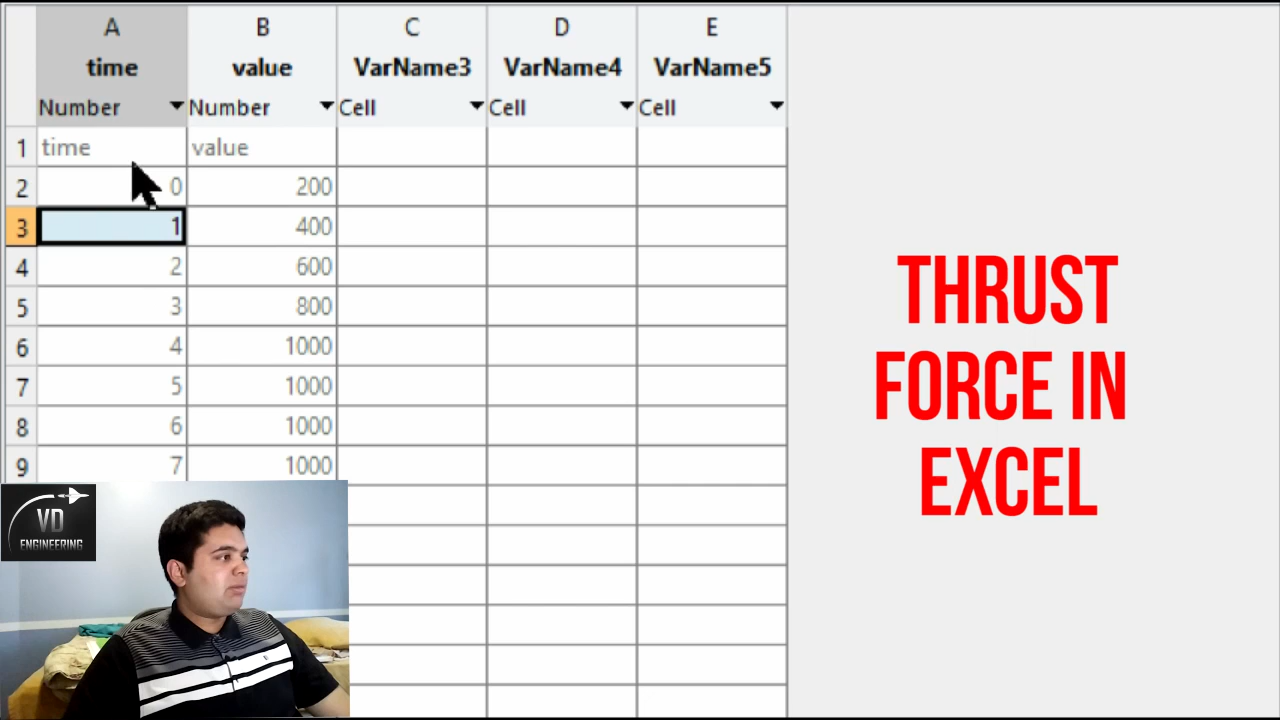 A B C D E
time value VarName3 VarName4 VarName5
Number Number Cell Cell Cell
1 time value
2 0 200
3 1 400
4 2 600
5 3 800
6 4 1000
7 5 1000
8 6 1000
9 7 1000
THRUST
FORCE IN
EXCEL
VD
ENGINEERING